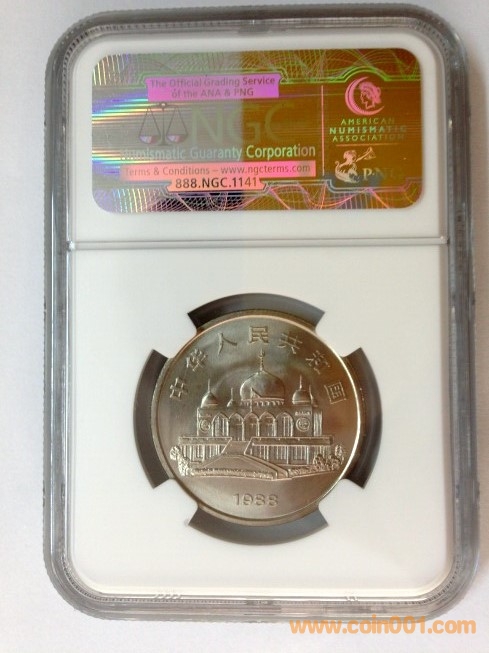 The Official Grading Service
of the ANA & PNG
NGC
Numismatic Guaranty Corporation
Terms & Conditions – www.ngcterms.com
888.NGC.1141
AMERICAN
NUMISMATIC
ASSOCIATION
PNG
中华人民共和国
1988
www.coin001.com